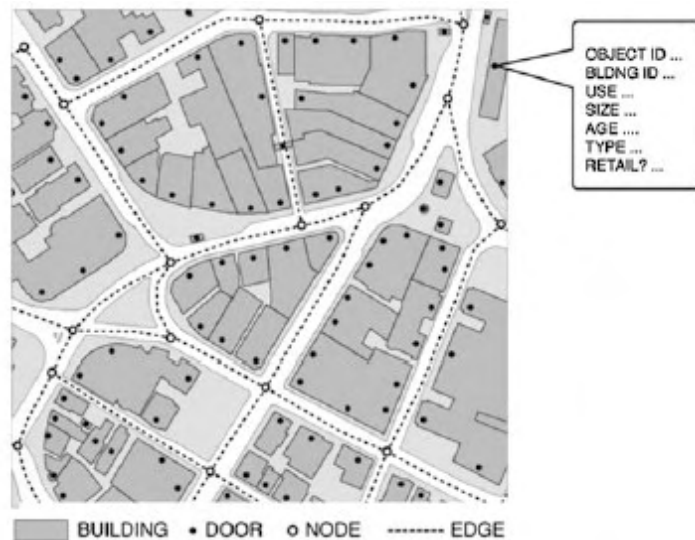 OBJECT ID ...
BLDNG ID ...
USE ...
SIZE ...
AGE ....
TYPE ...
RETAIL? ...
BUILDING DOOR NODE EDGE